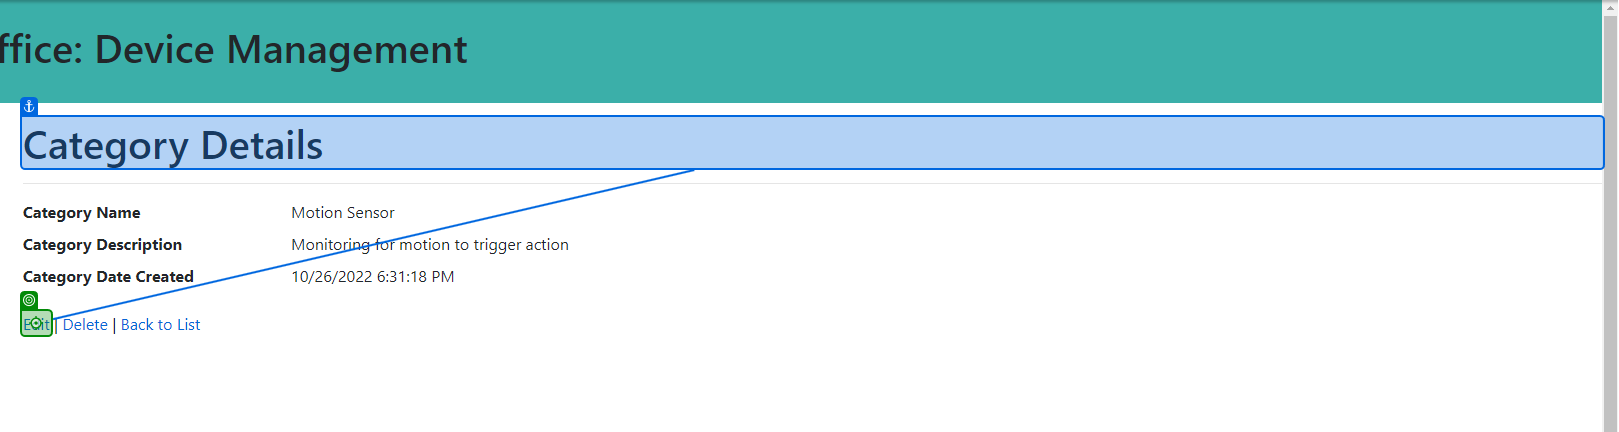 ffice: Device Management
Category Details
Category Name Motion Sensor
Category Description Monitoring for motion to trigger action
Category Date Created 10/26/2022 6:31:18 PM
Edit | Delete | Back to List